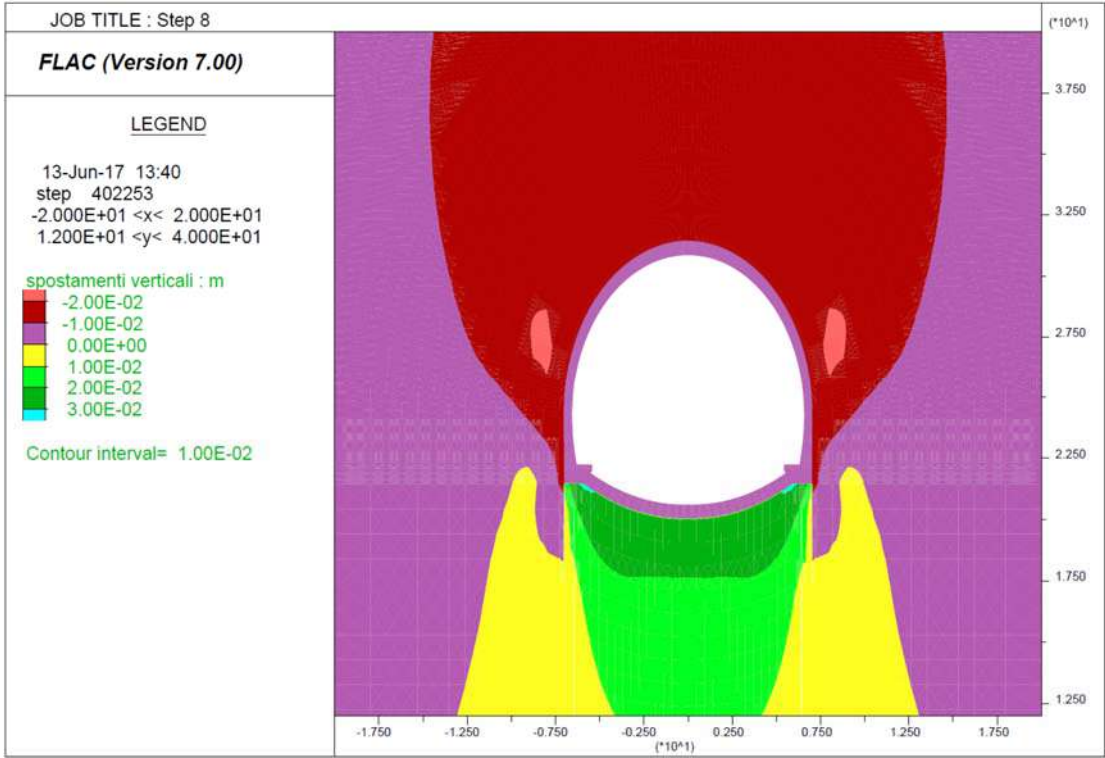 JOB TITLE : Step 8
(*10^1)
FLAC (Version 7.00)
LEGEND
13-Jun-17 13:40
step 402253
-2.000E+01 <x< 2.000E+01
1.200E+01 <y< 4.000E+01
spostamenti verticali : m
-2.00E-02
-1.00E-02
0.00E+00
1.00E-02
2.00E-02
3.00E-02
Contour interval= 1.00E-02
3.750
3.250
2.750
2.250
1.750
1.250
-1.750 -1.250 -0.750 -0.250 0.250 0.750 1.250 1.750
(*10^1)